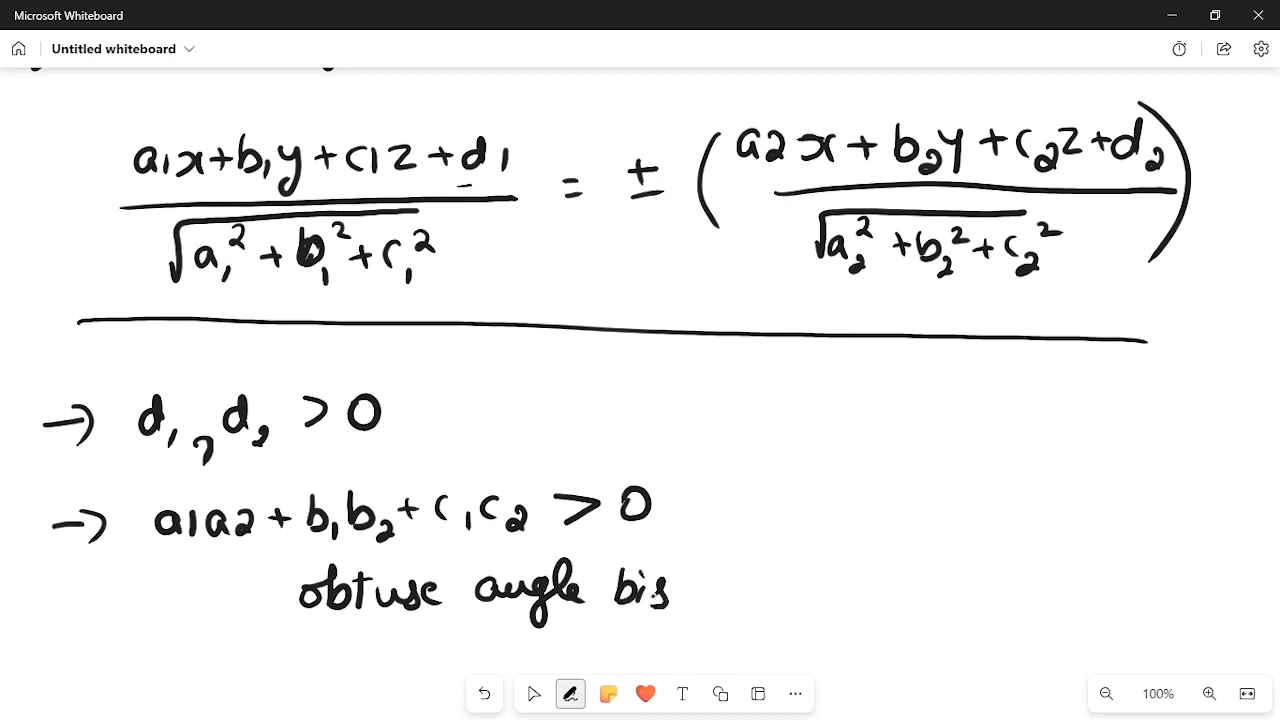 Microsoft Whiteboard
Untitled whiteboard
a₁x+b₁y+c₁z+d₁ / √a₁²+b₁²+c₁² = ± (a2x+b₂y+c₂z+d₂ / √a₂²+b₂²+c₂²)
→ d₁, d₂ > 0
→ a1a2+b₁b₂+c₁c₂ > 0
obtuse angle bis
100%